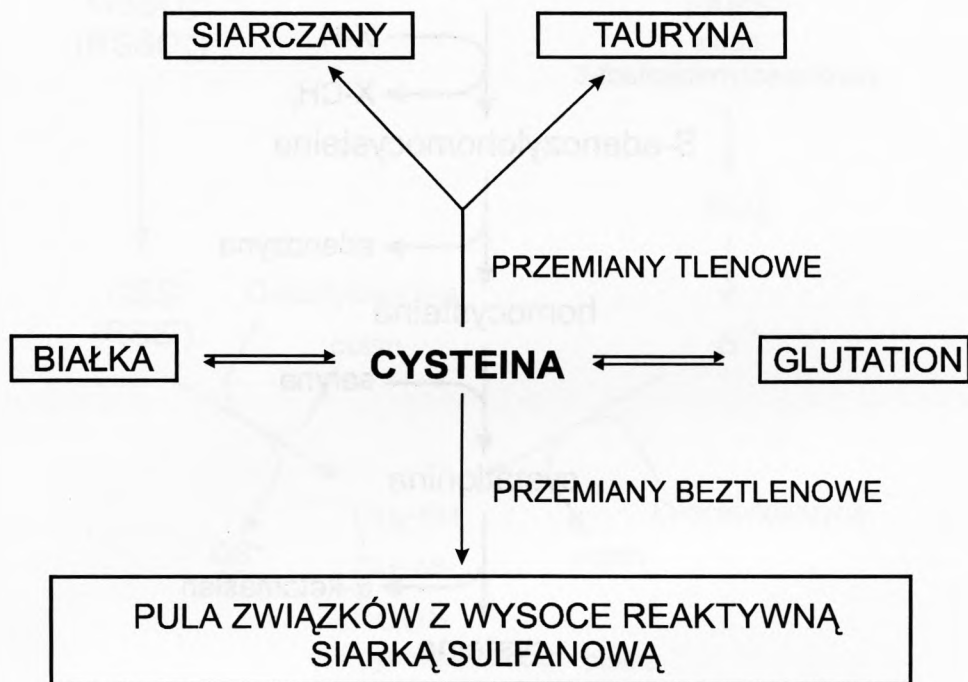 SIARCZANY
TAURYNA
PRZEMIANY TLENOWE
BIAŁKA
CYSTEINA
GLUTATION
PRZEMIANY BEZTLENOWE
PULA ZWIĄZKÓW Z WYSOCE REAKTYWNĄ
SIARKĄ SULFANOWĄ